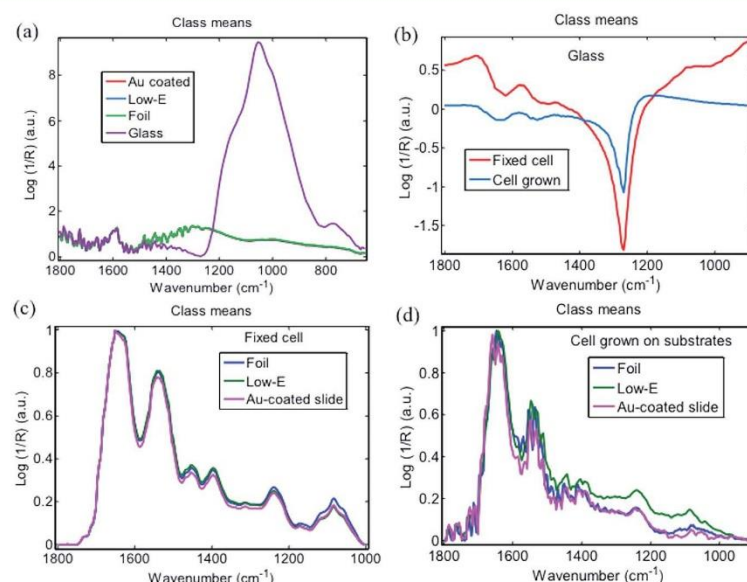 (a)
Class means
Log (1/R) (a.u.)
8
6
4
2
0
Au coated
Low-E
Foil
Glass
1800
1600
1400
1200
1000
800
Wavenumber (cm-1)
(b)
Class means
Glass
Log (1/R) (a.u.)
0.5
0
-0.5
-1
-1.5
Fixed cell
Cell grown
1800
1600
1400
1200
1000
Wavenumber (cm-1)
(c)
Class means
Fixed cell
Log (1/R) (a.u.)
1
0.8
0.6
0.4
0.2
0
Foil
Low-E
Au-coated slide
1800
1600
1400
1200
1000
Wavenumber (cm-1)
(d)
Class means
Cell grown on substrates
Log (1/R) (a.u.)
1
0.8
0.6
0.4
0.2
0
Foil
Low-E
Au-coated slide
1800
1600
1400
1200
1000
Wavenumber (cm-1)